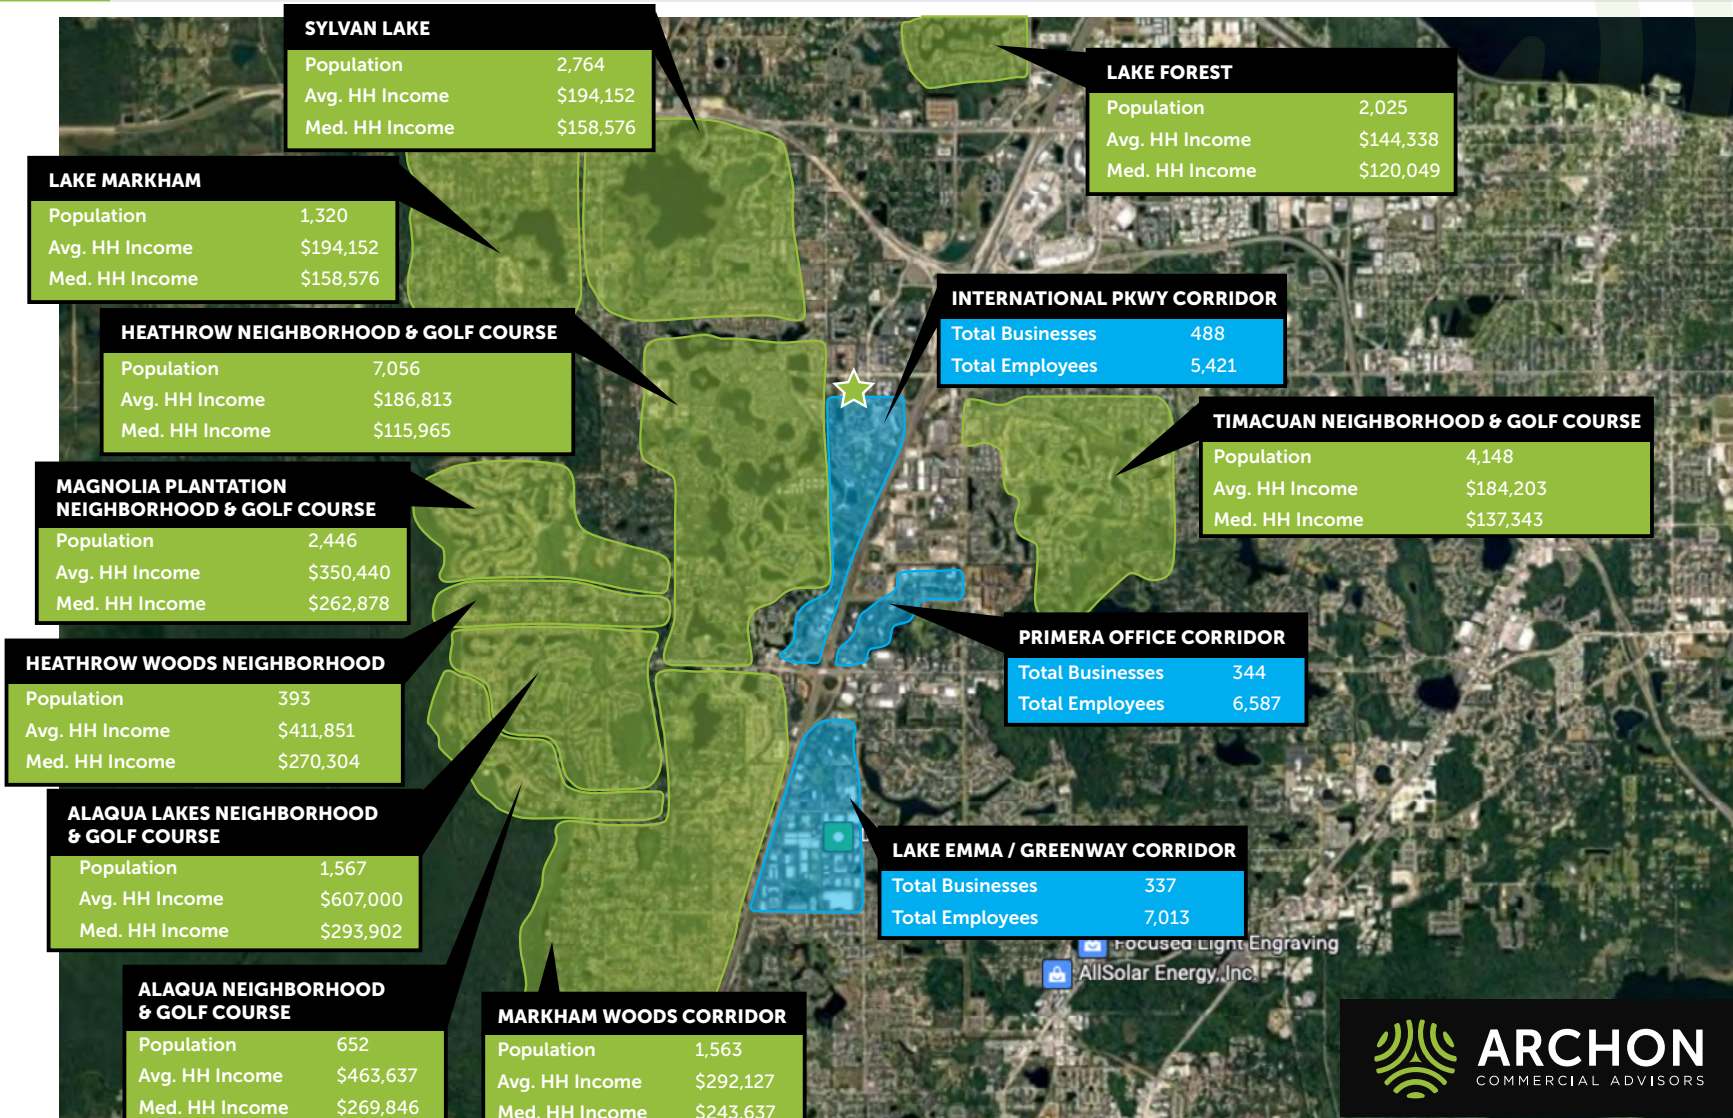 SYLVAN LAKE
Population 2,764
Avg. HH Income $194,152
Med. HH Income $158,576
LAKE FOREST
Population 2,025
Avg. HH Income $144,338
Med. HH Income $120,049
LAKE MARKHAM
Population 1,320
Avg. HH Income $194,152
Med. HH Income $158,576
INTERNATIONAL PKWY CORRIDOR
Total Businesses 488
Total Employees 5,421
HEATHROW NEIGHBORHOOD & GOLF COURSE
Population 7,056
Avg. HH Income $186,813
Med. HH Income $115,965
TIMACUAN NEIGHBORHOOD & GOLF COURSE
Population 4,148
Avg. HH Income $184,203
Med. HH Income $137,343
MAGNOLIA PLANTATION
NEIGHBORHOOD & GOLF COURSE
Population 2,446
Avg. HH Income $350,440
Med. HH Income $262,878
PRIMERA OFFICE CORRIDOR
Total Businesses 344
Total Employees 6,587
HEATHROW WOODS NEIGHBORHOOD
Population 393
Avg. HH Income $411,851
Med. HH Income $270,304
ALAQUA LAKES NEIGHBORHOOD
& GOLF COURSE
Population 1,567
Avg. HH Income $607,000
Med. HH Income $293,902
LAKE EMMA / GREENWAY CORRIDOR
Total Businesses 337
Total Employees 7,013
Focused Light Engraving
AllSolar Energy, Inc.
ALAQUA NEIGHBORHOOD
& GOLF COURSE
Population 652
Avg. HH Income $463,637
Med. HH Income $269,846
MARKHAM WOODS CORRIDOR
Population 1,563
Avg. HH Income $292,127
Med. HH Income $243,637
ARCHON
COMMERCIAL ADVISORS